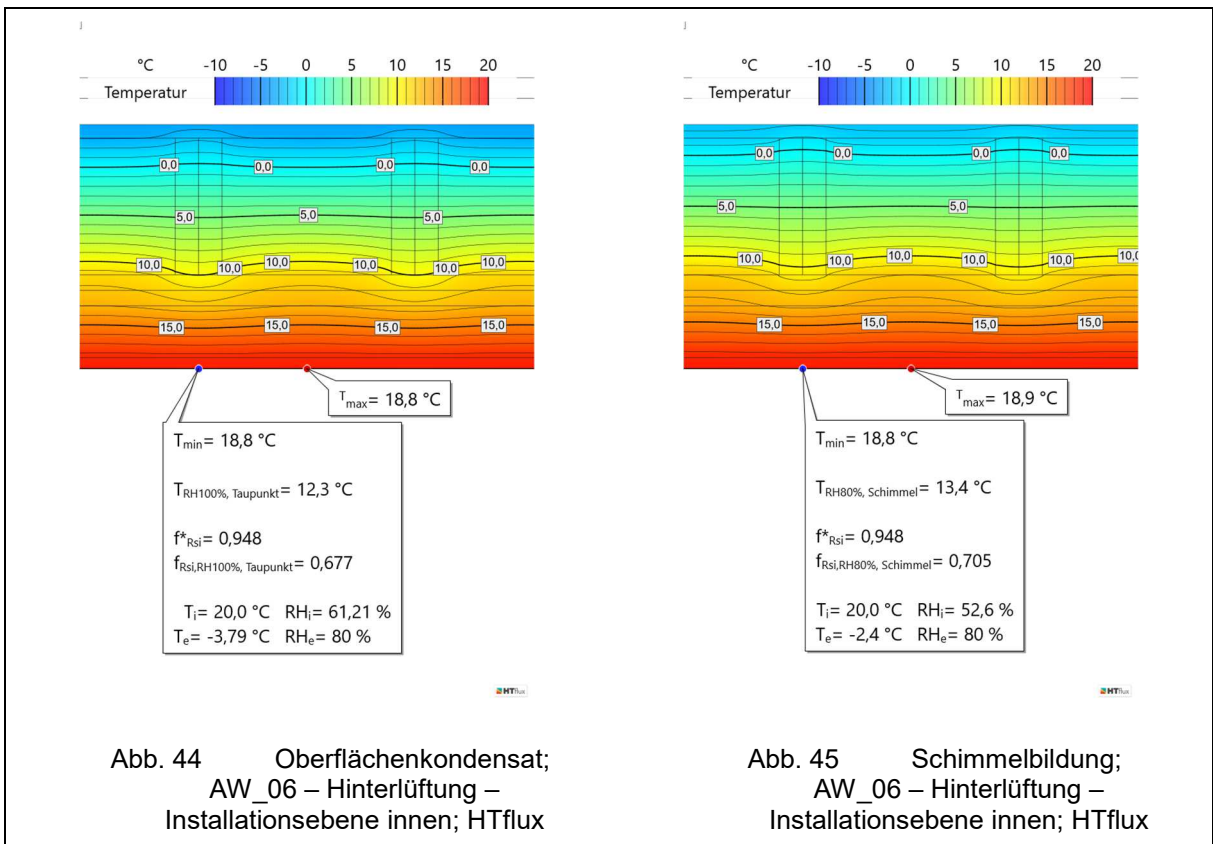 °C -10 -5 0 5 10 15 20
Temperatur
0,0 0,0 0,0 0,0
5,0 5,0 5,0
10,0 10,0 10,0 10,0 10,0 10,0
15,0 15,0 15,0 15,0
Tmax= 18,8 °C
Tmin= 18,8 °C
TRH100%, Taupunkt= 12,3 °C
f*Rsi= 0,948
fRsi,RH100%, Taupunkt= 0,677
Ti= 20,0 °C RHi= 61,21 %
Te= -3,79 °C RHe= 80 %
HTflux
Abb. 44 Oberflächenkondensat;
AW_06 – Hinterlüftung –
Installationsebene innen; HTflux
°C -10 -5 0 5 10 15 20
Temperatur
0,0 0,0 0,0 0,0
5,0 5,0
10,0 10,0 10,0 10,0 10,0 10,0
15,0 15,0 15,0 15,0
Tmax= 18,9 °C
Tmin= 18,8 °C
TRH80%, Schimmel= 13,4 °C
f*Rsi= 0,948
fRsi,RH80%, Schimmel= 0,705
Ti= 20,0 °C RHi= 52,6 %
Te= -2,4 °C RHe= 80 %
HTflux
Abb. 45 Schimmelbildung;
AW_06 – Hinterlüftung –
Installationsebene innen; HTflux